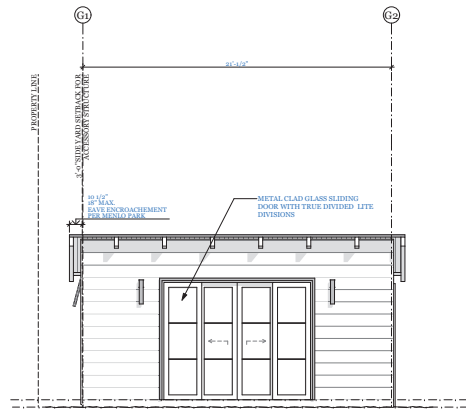 G1
G2
21'-1/2"
PROPERTY LINE
3'-0" SIDE YARD SETBACK FOR
ACCESSORY STRUCTURE
10 1/2"
18" MAX.
EAVE ENCROACHEMENT
PER MENLO PARK
METAL CLAD GLASS SLIDING
DOOR WITH TRUE DIVIDED LITE
DIVISIONS